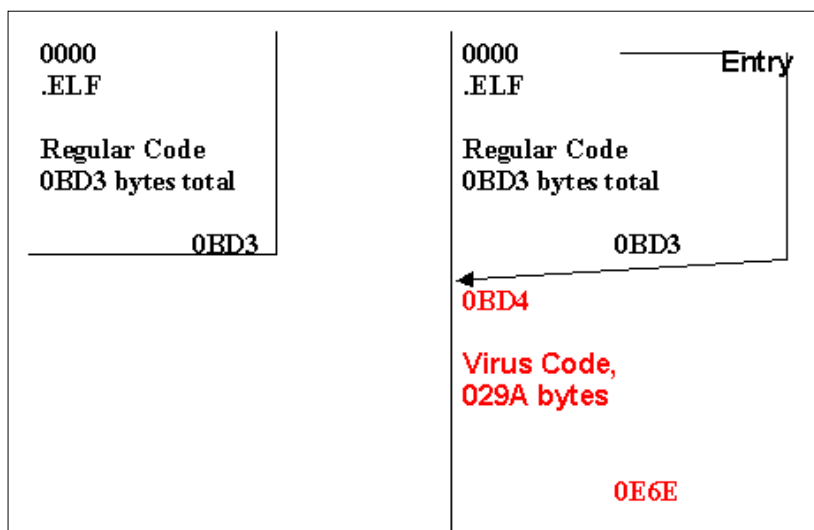 0000
.ELF
Regular Code
0BD3 bytes total
0BD3
0000
Entry
.ELF
Regular Code
0BD3 bytes total
0BD3
0BD4
Virus Code,
029A bytes
0E6E